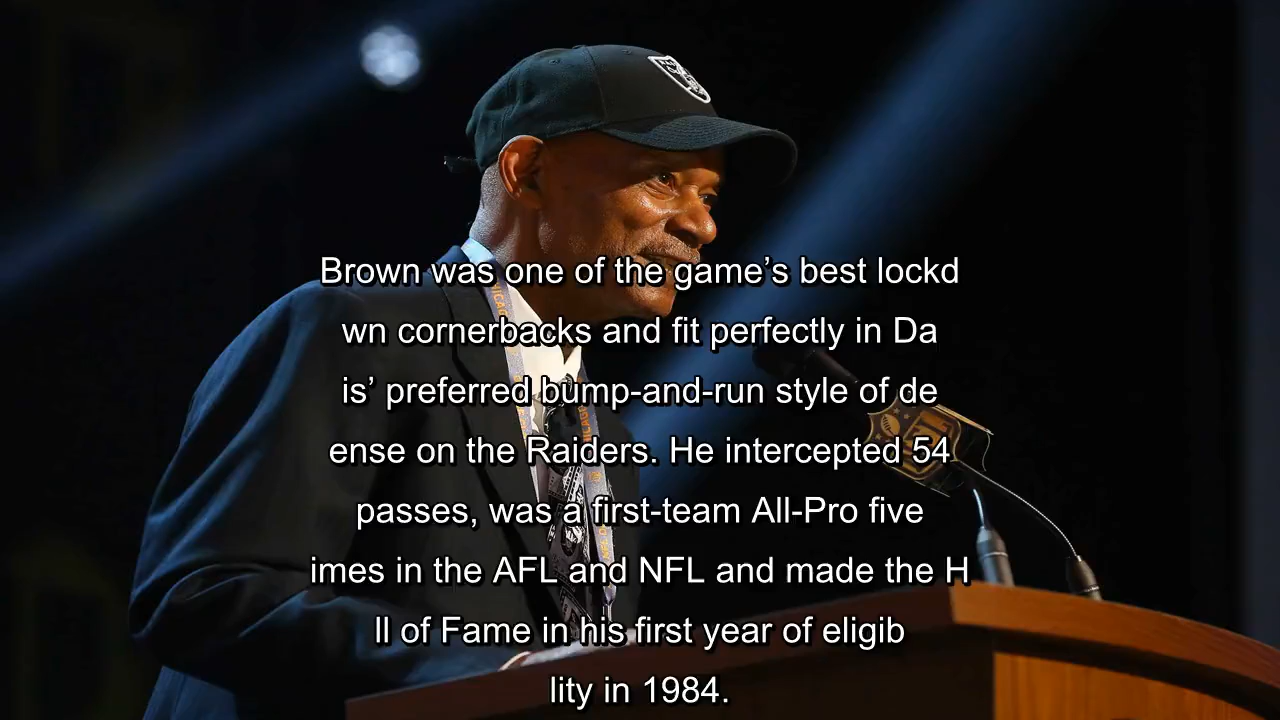 Brown was one of the game’s best lockd
wn cornerbacks and fit perfectly in Da
is’ preferred bump-and-run style of de
ense on the Raiders. He intercepted 54
passes, was a first-team All-Pro five
imes in the AFL and NFL and made the H
ll of Fame in his first year of eligib
lity in 1984.
CHICAGO